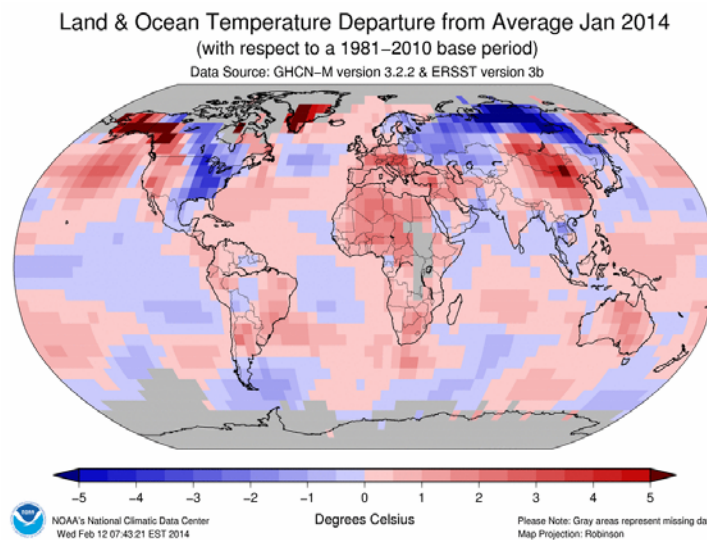 Land & Ocean Temperature Departure from Average Jan 2014
(with respect to a 1981–2010 base period)
Data Source: GHCN–M version 3.2.2 & ERSST version 3b
−5 −4 −3 −2 −1 0 1 2 3 4 5
Degrees Celsius
NOAA's National Climatic Data Center
Wed Feb 12 07:43:21 EST 2014
Please Note: Gray areas represent missing da
Map Projection: Robinson